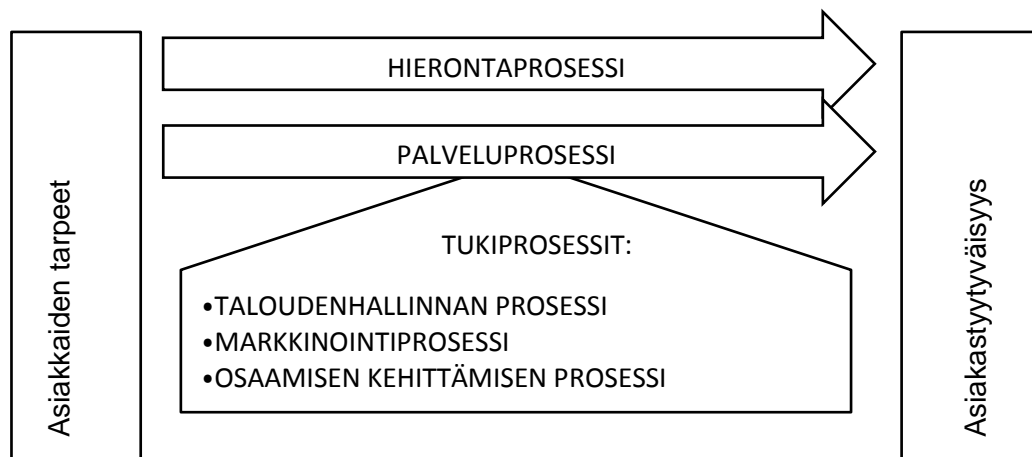 Asiakkaiden tarpeet
HIERONTAPROSESSI
PALVELUPROSESSI
TUKIPROSESSIT:
•TALOUDENHALLINNAN PROSESSI
•MARKKINOINTIPROSESSI
•OSAAMISEN KEHITTÄMISEN PROSESSI
Asiakastyytyväisyys